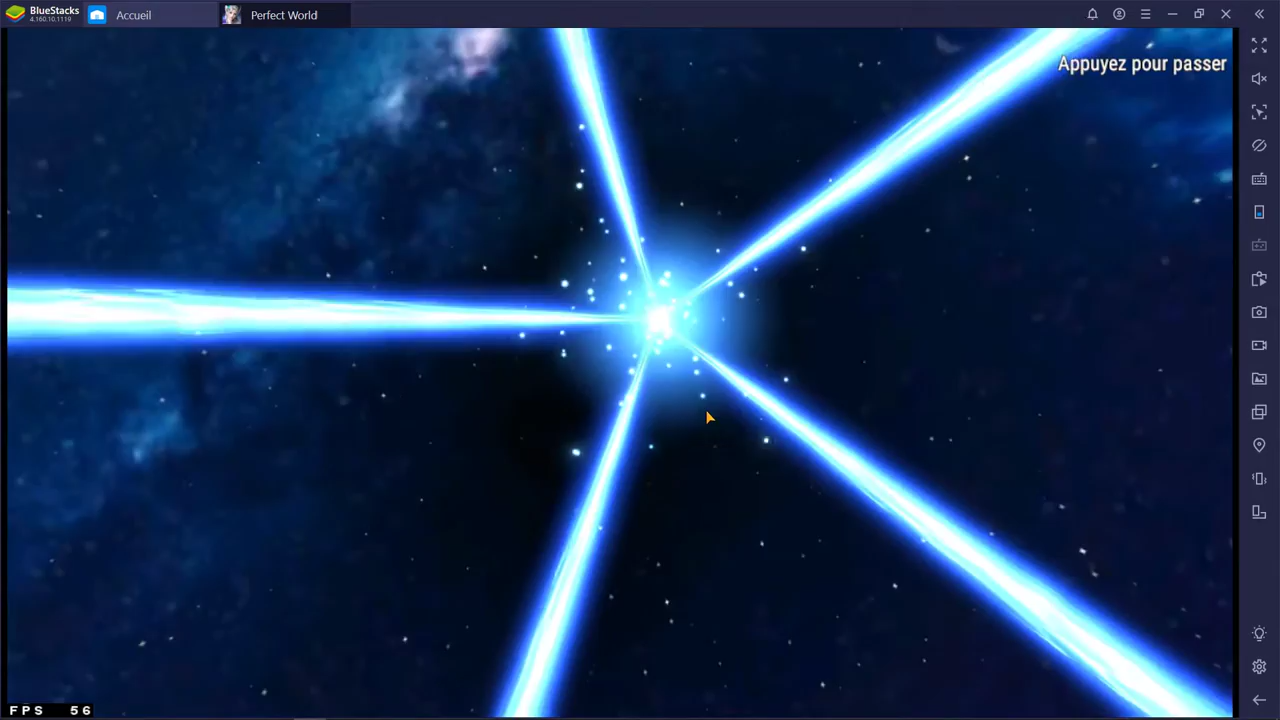 BlueStacks
4.160.10.1119
Accueil
Perfect World
Appuyez pour passer
FPS 56